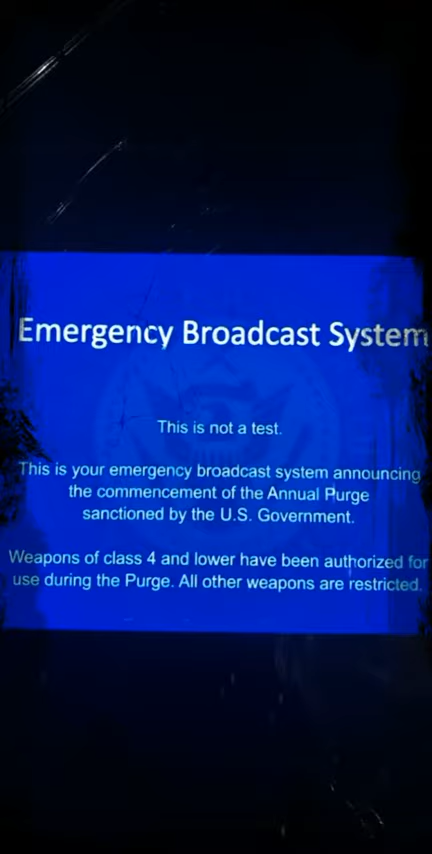 Emergency Broadcast System
This is not a test.
This is your emergency broadcast system announcing
the commencement of the Annual Purge
sanctioned by the U.S. Government.
Weapons of class 4 and lower have been authorized for
use during the Purge. All other weapons are restricted.